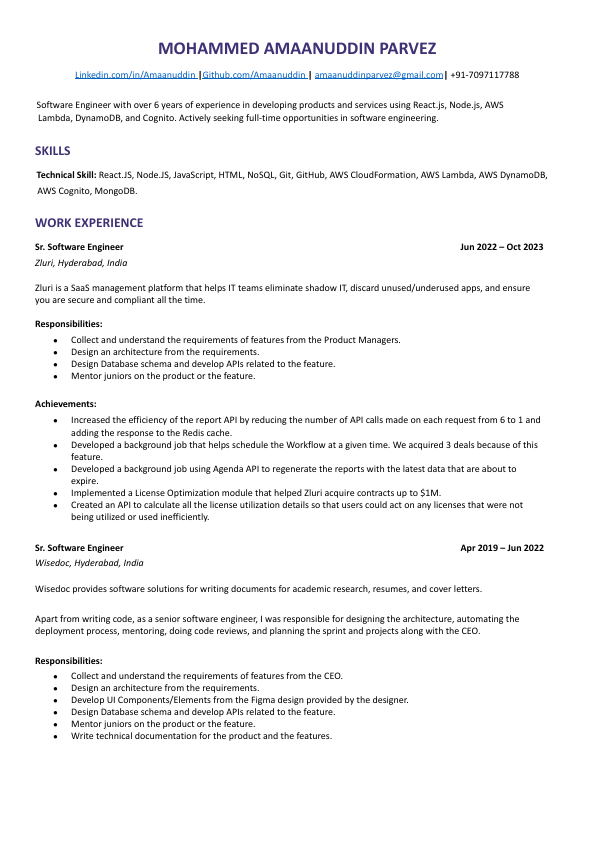 MOHAMMED AMAANUDDIN PARVEZ
Linkedin.com/in/Amaanuddin |Github.com/Amaanuddin | amaanuddinparvez@gmail.com| +91-7097117788
Software Engineer with over 6 years of experience in developing products and services using React.js, Node.js, AWS
Lambda, DynamoDB, and Cognito. Actively seeking full-time opportunities in software engineering.
SKILLS
Technical Skill: React.JS, Node.JS, JavaScript, HTML, NoSQL, Git, GitHub, AWS CloudFormation, AWS Lambda, AWS DynamoDB,
AWS Cognito, MongoDB.
WORK EXPERIENCE
Sr. Software Engineer Jun 2022 – Oct 2023
Zluri, Hyderabad, India
Zluri is a SaaS management platform that helps IT teams eliminate shadow IT, discard unused/underused apps, and ensure
you are secure and compliant all the time.
Responsibilities:
• Collect and understand the requirements of features from the Product Managers.
• Design an architecture from the requirements.
• Design Database schema and develop APIs related to the feature.
• Mentor juniors on the product or the feature.
Achievements:
• Increased the efficiency of the report API by reducing the number of API calls made on each request from 6 to 1 and
adding the response to the Redis cache.
• Developed a background job that helps schedule the Workflow at a given time. We acquired 3 deals because of this
feature.
• Developed a background job using Agenda API to regenerate the reports with the latest data that are about to
expire.
• Implemented a License Optimization module that helped Zluri acquire contracts up to $1M.
• Created an API to calculate all the license utilization details so that users could act on any licenses that were not
being utilized or used inefficiently.
Sr. Software Engineer Apr 2019 – Jun 2022
Wisedoc, Hyderabad, India
Wisedoc provides software solutions for writing documents for academic research, resumes, and cover letters.
Apart from writing code, as a senior software engineer, I was responsible for designing the architecture, automating the
deployment process, mentoring, doing code reviews, and planning the sprint and projects along with the CEO.
Responsibilities:
• Collect and understand the requirements of features from the CEO.
• Design an architecture from the requirements.
• Develop UI Components/Elements from the Figma design provided by the designer.
• Design Database schema and develop APIs related to the feature.
• Mentor juniors on the product or the feature.
• Write technical documentation for the product and the features.